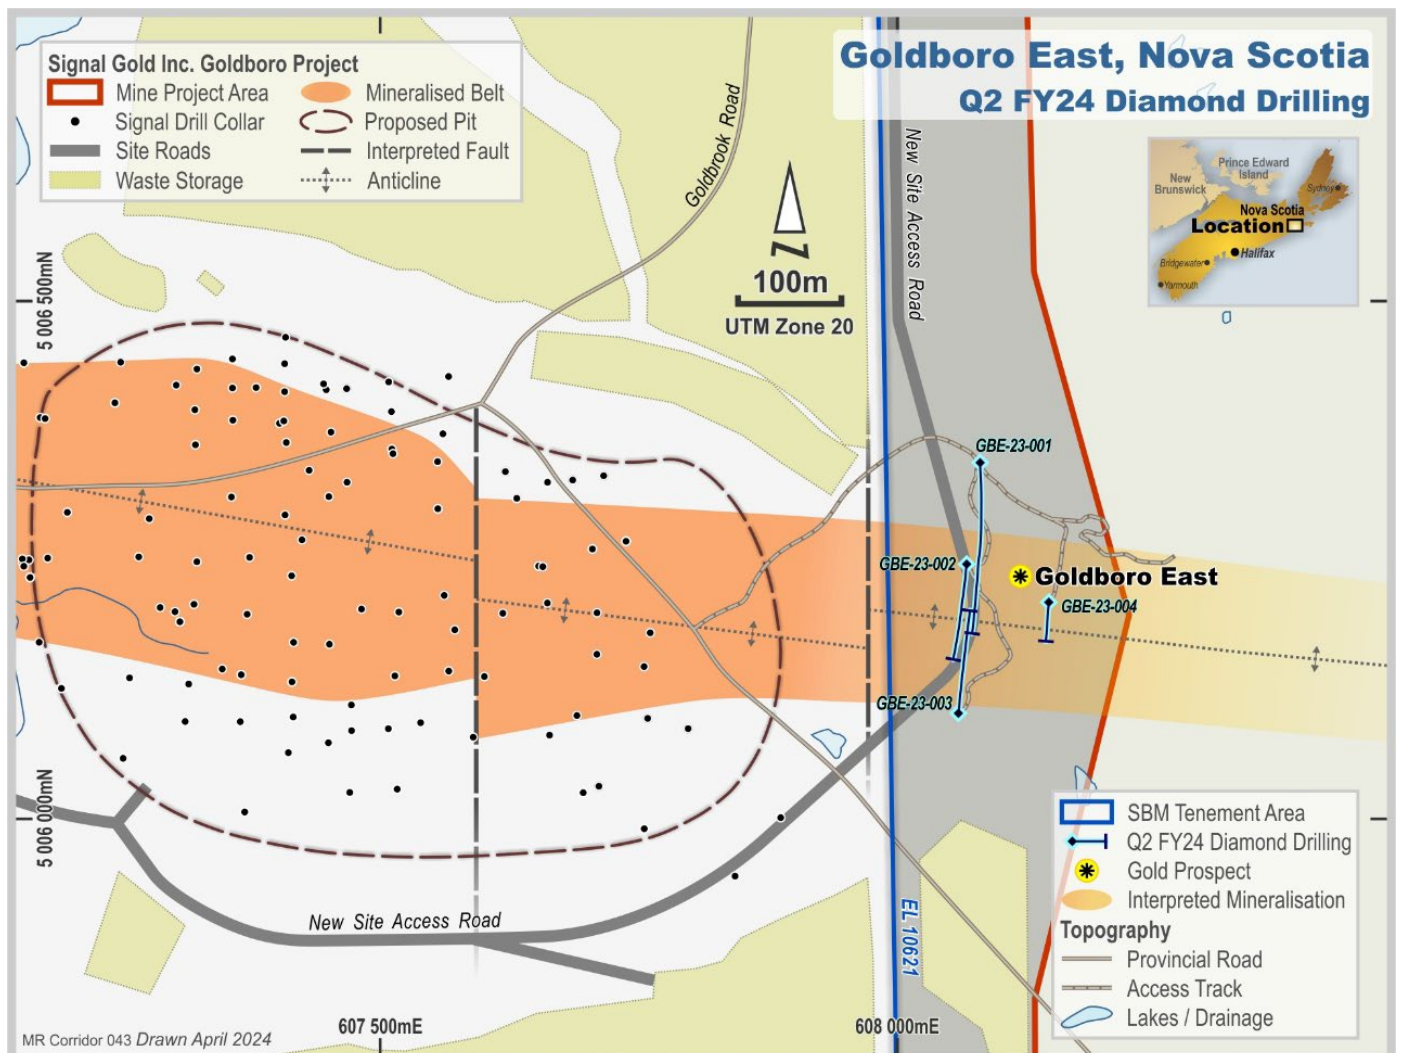 Goldboro East, Nova Scotia
Q2 FY24 Diamond Drilling
Signal Gold Inc. Goldboro Project
Mine Project Area
Mineralised Belt
Signal Drill Collar
Proposed Pit
Site Roads
Interpreted Fault
Waste Storage
Anticline
Goldbrook Road
New Site Access Road
Z
100m
UTM Zone 20
Prince Edward
Island
New
Brunswick
Sydney
Nova Scotia
Location
Halifax
Bridgewater
Yarmouth
5 006 500mN
GBE-23-001
GBE-23-002
Goldboro East
GBE-23-004
GBE-23-003
5 006 000mN
New Site Access Road
EL 10621
SBM Tenement Area
Q2 FY24 Diamond Drilling
Gold Prospect
Interpreted Mineralisation
Topography
Provincial Road
Access Track
Lakes / Drainage
607 500mE
608 000mE
MR Corridor 043 Drawn April 2024